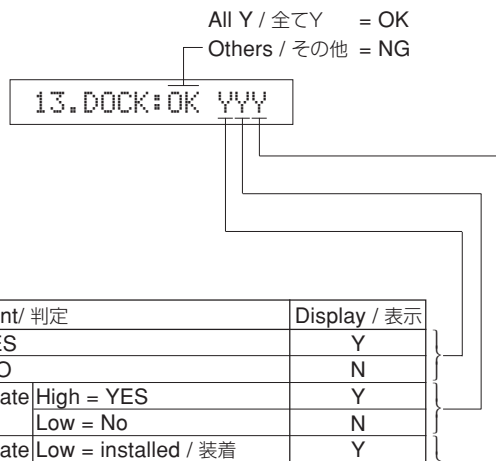 All Y / 全てY = OK
Others / その他 = NG
13.DOCK:OK YYY
nt/ 判定 Display / 表示
ES Y
O N
ate High = YES Y
Low = No N
ate Low = installed / 装着 Y